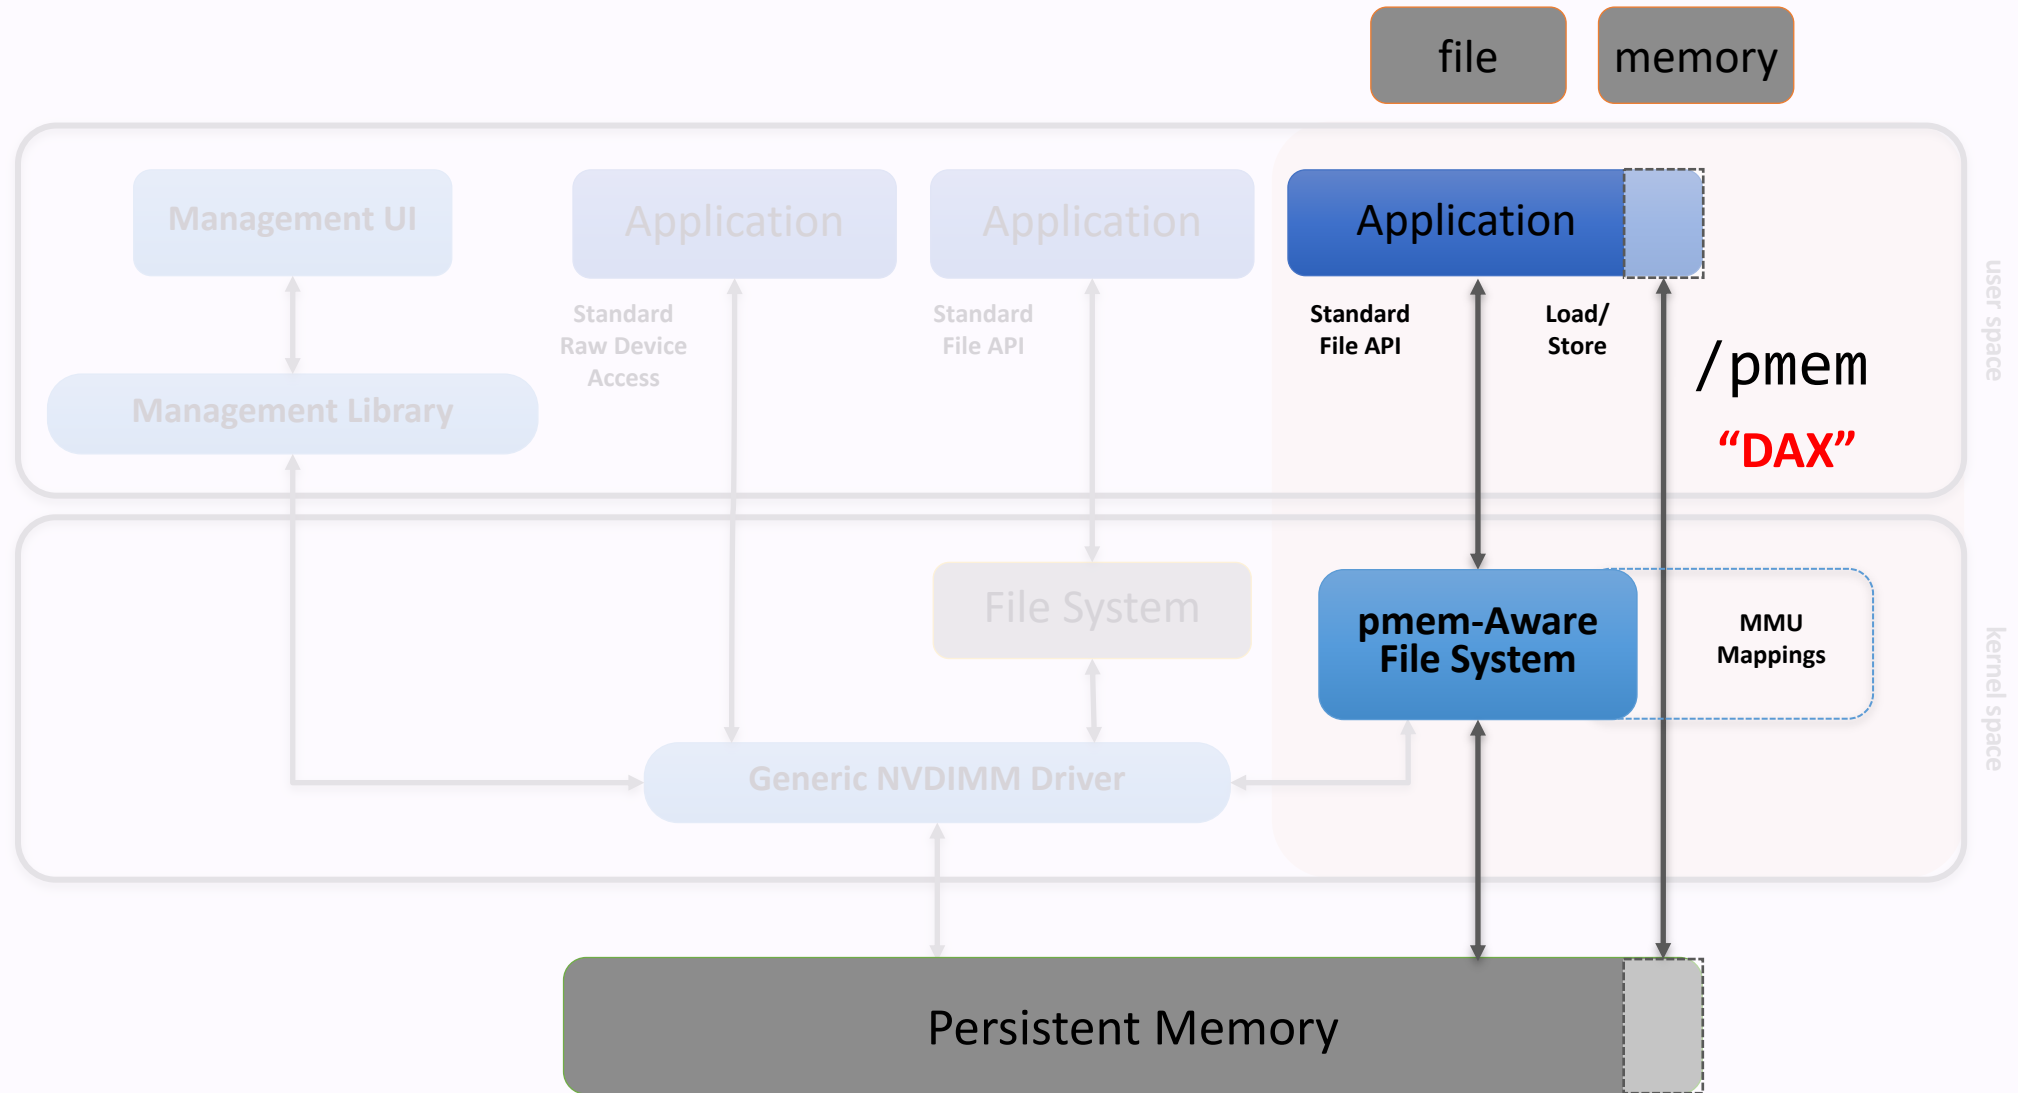 file
memory
Management UI
Application
Application
Application
Standard
Raw Device
Access
Standard
File API
Standard
File API
Load/
Store
/pmem
“DAX”
user space
Management Library
File System
pmem-Aware
File System
MMU
Mappings
kernel space
Generic NVDIMM Driver
Persistent Memory